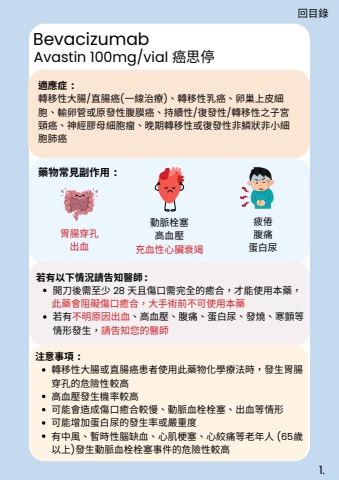 回目錄
Bevacizumab
Avastin 100mg/vial 癌思停
適應症：
轉移性大腸/直腸癌(一線治療)、轉移性乳癌、卵巢上皮細
胞、輸卵管或原發性腹膜癌、持續性/復發性/轉移性之子宮
頸癌、神經膠母細胞瘤、晚期轉移性或復發性非鱗狀非小細
胞肺癌
藥物常見副作用：
胃腸穿孔
出血
動脈栓塞
高血壓
充血性心臟衰竭
疲倦
腹痛
蛋白尿
若有以下情況請告知醫師：
• 開刀後需至少 28 天且傷口需完全的癒合，才能使用本藥，
此藥會阻礙傷口癒合，大手術前不可使用本藥
• 若有不明原因出血、高血壓、腹痛、蛋白尿、發燒、寒顫等
情形發生，請告知您的醫師
注意事項：
• 轉移性大腸或直腸癌患者使用此藥物化學療法時，發生胃腸
穿孔的危險性較高
• 高血壓發生機率較高
• 可能會造成傷口癒合較慢、動脈血栓栓塞、出血等情形
• 可能增加蛋白尿的發生率或嚴重度
• 有中風、暫時性腦缺血、心肌梗塞、心絞痛等老年人 (65歲
以上)發生動脈血栓栓塞事件的危險性較高
1.